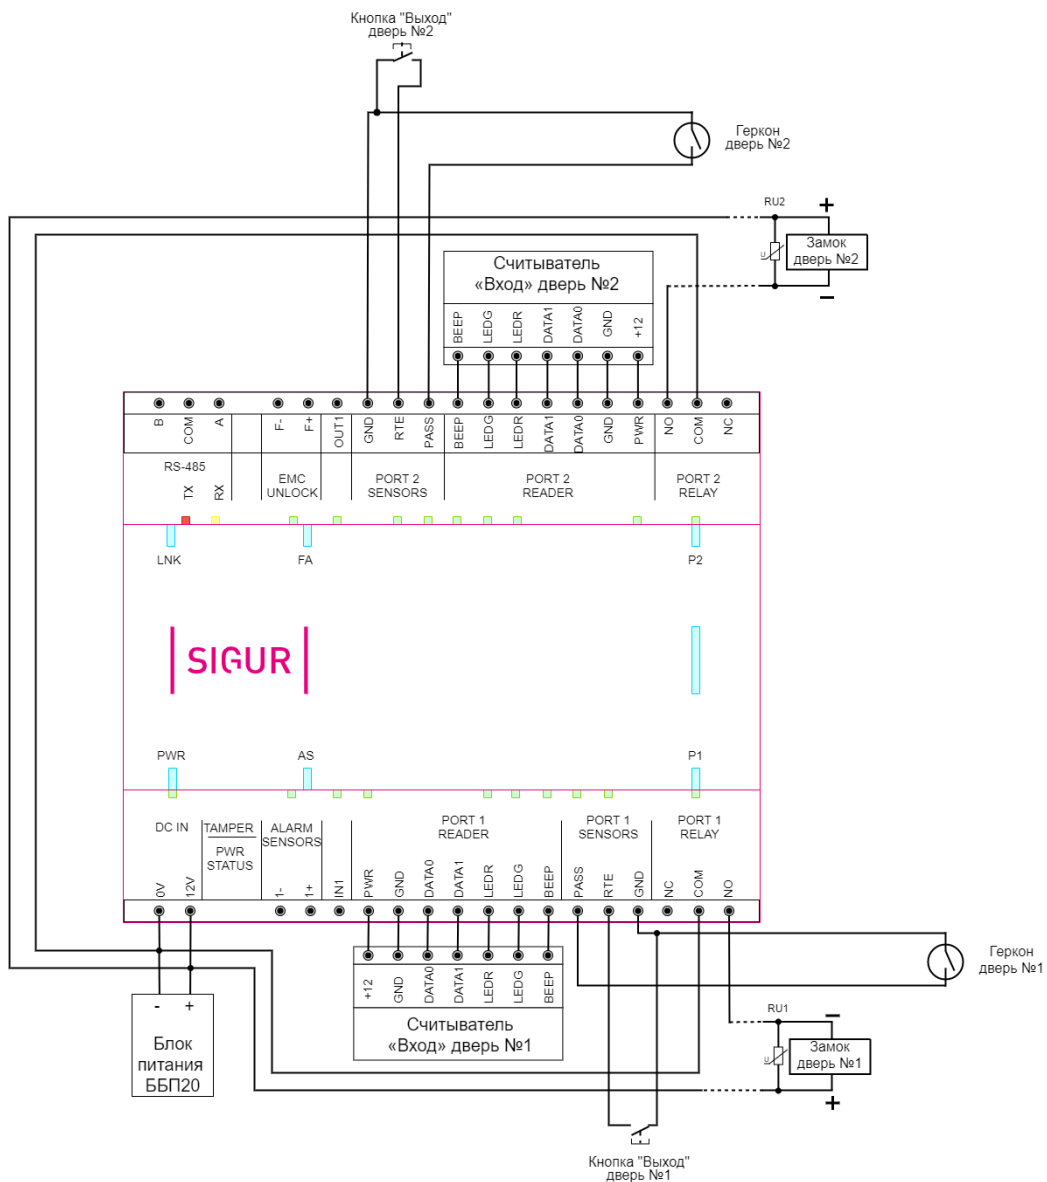 Кнопка "Выход"
дверь №2
Геркон
дверь №2
RU2
+
Замок
дверь №2
–
Считыватель
«Вход» дверь №2
BEEP LEDG LEDR DATA1 DATA0 GND +12
B COM A F- F+ OUT1 GND RTE PASS BEEP LEDG LEDR DATA1 DATA0 GND PWR NO COM NC
RS-485
TX RX
EMC
UNLOCK
PORT 2
SENSORS
PORT 2
READER
PORT 2
RELAY
LNK FA P2
SIGUR
PWR AS P1
DC IN
TAMPER
PWR
STATUS
ALARM
SENSORS
PORT 1
READER
PORT 1
SENSORS
PORT 1
RELAY
0V 12V 1- 1+ IN1 PWR GND DATA0 DATA1 LEDR LEDG BEEP PASS RTE GND NC COM NO
+12 GND DATA0 DATA1 LEDR LEDG BEEP
Считыватель
«Вход» дверь №1
Геркон
дверь №1
- +
Блок
питания
ББП20
RU1
–
Замок
дверь №1
+
Кнопка "Выход"
дверь №1